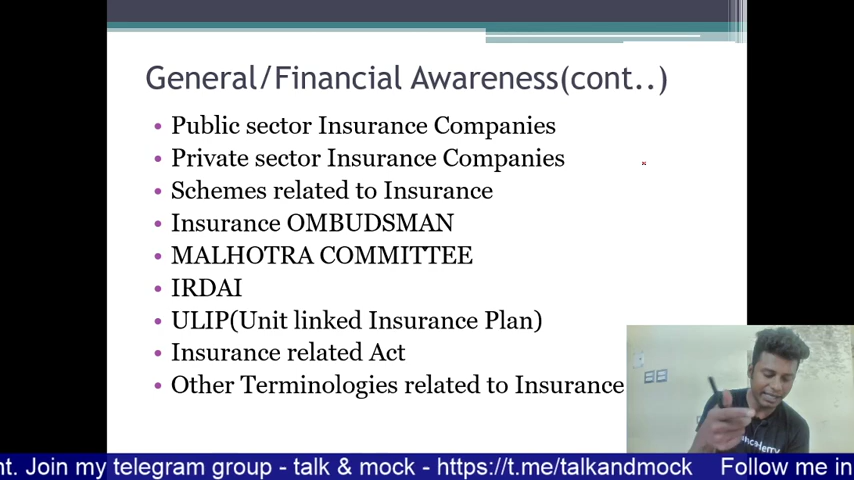 General/Financial Awareness(cont..)
• Public sector Insurance Companies
• Private sector Insurance Companies
• Schemes related to Insurance
• Insurance OMBUDSMAN
• MALHOTRA COMMITTEE
• IRDAI
• ULIP(Unit linked Insurance Plan)
• Insurance related Act
• Other Terminologies related to Insurance
nt. Join my telegram group - talk & mock - https://t.me/talkandmock Follow me in